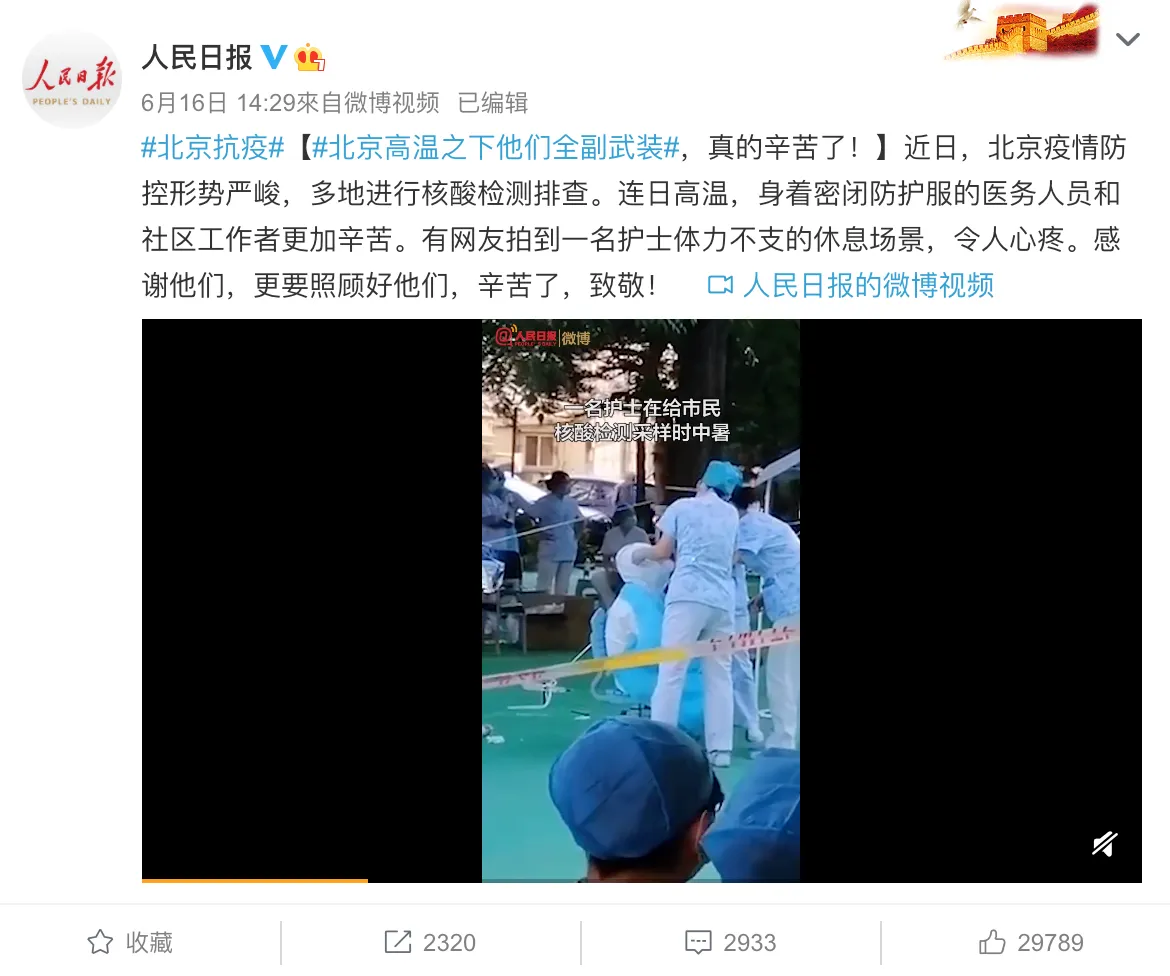 人民日报
PEOPLE'S DAILY
人民日报
6月16日 14:29來自微博视频 已编辑
#北京抗疫#【#北京高温之下他们全副武装#，真的辛苦了！】近日，北京疫情防
控形势严峻，多地进行核酸检测排查。连日高温，身着密闭防护服的医务人员和
社区工作者更加辛苦。有网友拍到一名护士体力不支的休息场景，令人心疼。感
谢他们，更要照顾好他们，辛苦了，致敬！ 人民日报的微博视频
@人民日报 微博
PEOPLE'S DAILY
一名护士在给市民
核酸检测采样时中暑
收藏 2320 2933 29789